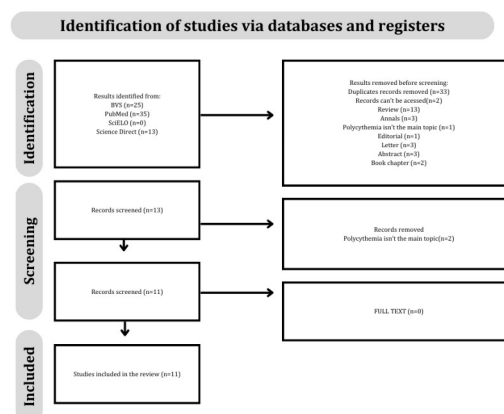 Identification of studies via databases and registers
Identification
Results identified from:
BVS (n=25)
PubMed (n=35)
SciELO (n=0)
Science Direct (n=13)
Results removed before screening:
Duplicates records removed (n=33)
Records can't be acessed(n=2)
Review (n=13)
Annals (n=3)
Polycythemia isn't the main topic (n=1)
Editorial (n=1)
Letter (n=3)
Abstract (n=3)
Book chapter (n=2)
Screening
Records screened (n=13)
Records removed
Polycythemia isn't the main topic(n=2)
Records screened (n=11)
FULL TEXT (n=0)
Included
Studies included in the review (n=11)